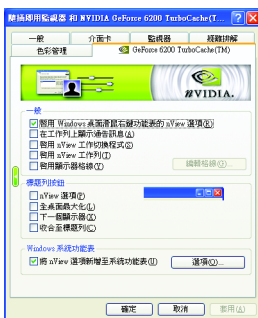 隨插即用監視器 和 NVIDIA GeForce 6200 TurboCache(T...
一般
介面卡
監視器
疑難排解
色彩管理
GeForce 6200 TurboCache(TM)
nVIDIA.
一般
啟用 Windows 桌面滑鼠右鍵功能表的 nView 選項(R)
在工作列上顯示通告訊息(A)
啟用 nView 工作切換程式(S)
啟用 nView 工作列(T)
啟用顯示器格線(Y)
編輯格線(G)...
標題列按鈕
nView 選項(P)
全桌面最大化(L)
下一個顯示器(X)
收合至標題列(C)
Windows 系統功能表
將 nView 選項新增至系統功能表(U)
選項(O)...
確定
取消
套用(A)